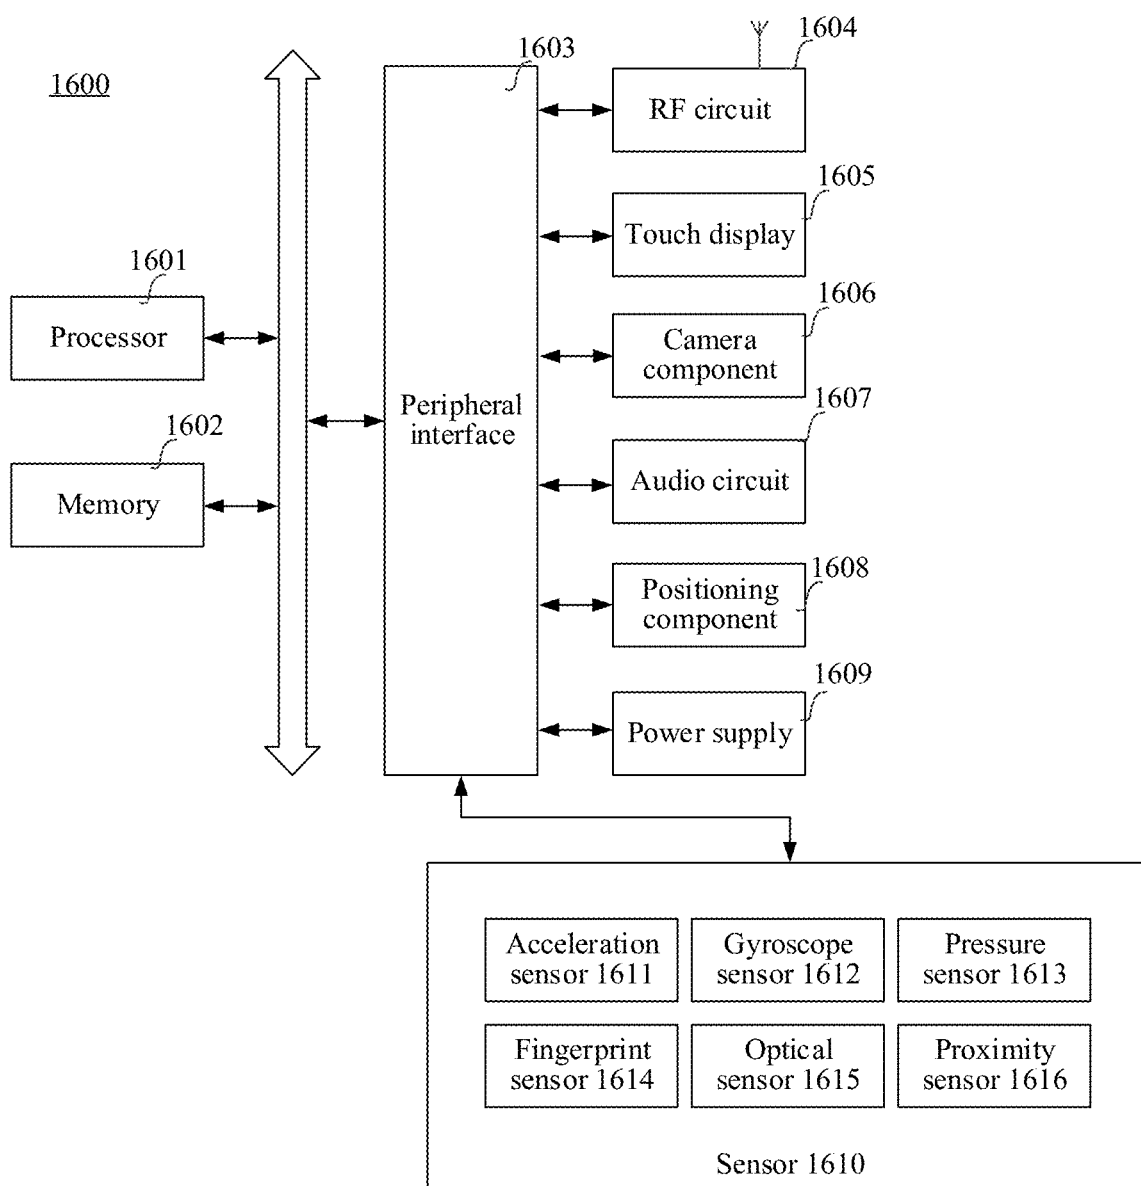 1600
1603
1604
RF circuit
1605
Touch display
1601
Processor
1606
Camera
component
1602
Memory
Peripheral
interface
1607
Audio circuit
1608
Positioning
component
1609
Power supply
Acceleration
sensor 1611
Gyroscope
sensor 1612
Pressure
sensor 1613
Fingerprint
sensor 1614
Optical
sensor 1615
Proximity
sensor 1616
Sensor 1610